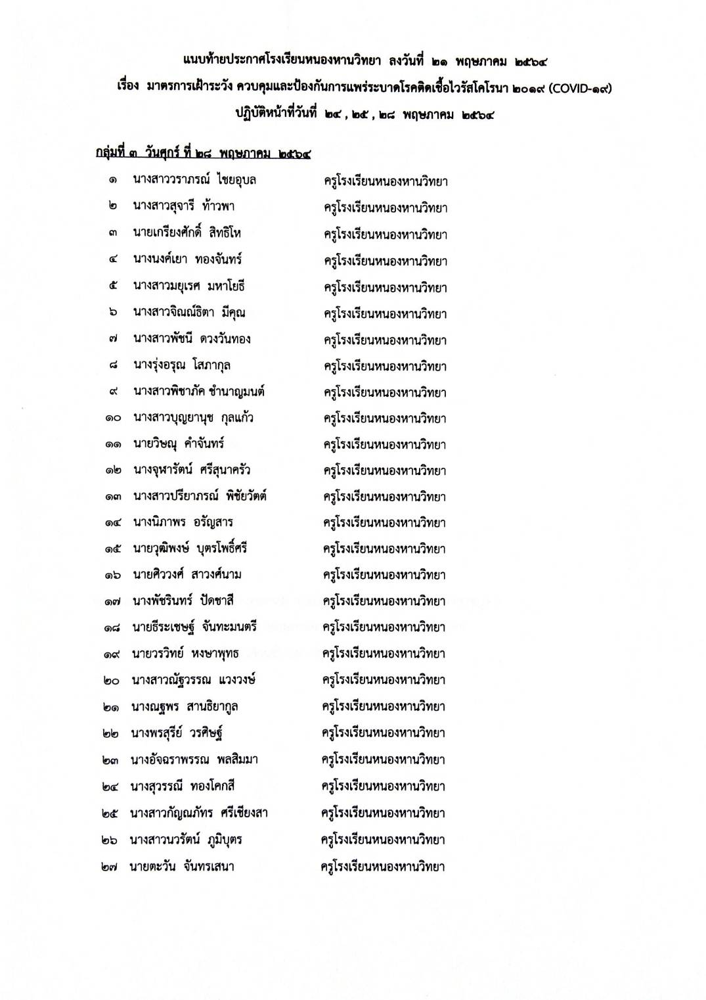 แนบท้ายประกาศโรงเรียนหนองหานวิทยา ลงวันที่ ๒๑ พฤษภาคม ๒๕๖๔
เรื่อง มาตรการเฝ้าระวัง ควบคุมและป้องกันการแพร่ระบาดโรคติดเชื้อไวรัสโคโรนา ๒๐๑๙ (COVID-๑๙)
ปฏิบัติหน้าที่วันที่ ๒๔ , ๒๕ , ๒๘ พฤษภาคม ๒๕๖๔
กลุ่มที่ ๓ วันศุกร์ ที่ ๒๘ พฤษภาคม ๒๕๖๔
๑ นางสาววราภรณ์ ไชยอุบล ครูโรงเรียนหนองหานวิทยา
๒ นางสาวสุจารี ท้าวพา ครูโรงเรียนหนองหานวิทยา
๓ นายเกรียงศักดิ์ สิทธิโห ครูโรงเรียนหนองหานวิทยา
๔ นางนงค์เยา ทองจันทร์ ครูโรงเรียนหนองหานวิทยา
๕ นางสาวมยุเรศ มหาโยธี ครูโรงเรียนหนองหานวิทยา
๖ นางสาวจิณณ์ธิตา มีคุณ ครูโรงเรียนหนองหานวิทยา
๗ นางสาวพัชนี ดวงวันทอง ครูโรงเรียนหนองหานวิทยา
๘ นางรุ่งอรุณ โสภากุล ครูโรงเรียนหนองหานวิทยา
๙ นางสาวพิชาภัค ชำนาญมนต์ ครูโรงเรียนหนองหานวิทยา
๑๐ นางสาวบุญยานุช กุลแก้ว ครูโรงเรียนหนองหานวิทยา
๑๑ นายวิษณุ คำจันทร์ ครูโรงเรียนหนองหานวิทยา
๑๒ นางจุฬารัตน์ ศรีสุนาครัว ครูโรงเรียนหนองหานวิทยา
๑๓ นางสาวปรียาภรณ์ พิชัยวัตต์ ครูโรงเรียนหนองหานวิทยา
๑๔ นางนิภาพร อรัญสาร ครูโรงเรียนหนองหานวิทยา
๑๕ นายวุฒิพงษ์ บุตรโพธิ์ศรี ครูโรงเรียนหนองหานวิทยา
๑๖ นายศิววงศ์ สาวงศ์นาม ครูโรงเรียนหนองหานวิทยา
๑๗ นางพัชรินทร์ ปัดชาสี ครูโรงเรียนหนองหานวิทยา
๑๘ นายธีระเชษฐ์ จันทะมนตรี ครูโรงเรียนหนองหานวิทยา
๑๙ นายวรวิทย์ หงษาพุทธ ครูโรงเรียนหนองหานวิทยา
๒๐ นางสาวณัฐวรรณ แวงวงษ์ ครูโรงเรียนหนองหานวิทยา
๒๑ นางณฐพร สานธิยากูล ครูโรงเรียนหนองหานวิทยา
๒๒ นางพรสุรีย์ วรศิษฐ์ ครูโรงเรียนหนองหานวิทยา
๒๓ นางอัจฉราพรรณ พลสิมมา ครูโรงเรียนหนองหานวิทยา
๒๔ นางสุวรรณี ทองโคกสี ครูโรงเรียนหนองหานวิทยา
๒๕ นางสาวกัญณภัทร ศรีเชียงสา ครูโรงเรียนหนองหานวิทยา
๒๖ นางสาวนวรัตน์ ภูมิบุตร ครูโรงเรียนหนองหานวิทยา
๒๗ นายตะวัน จันทรเสนา ครูโรงเรียนหนองหานวิทยา